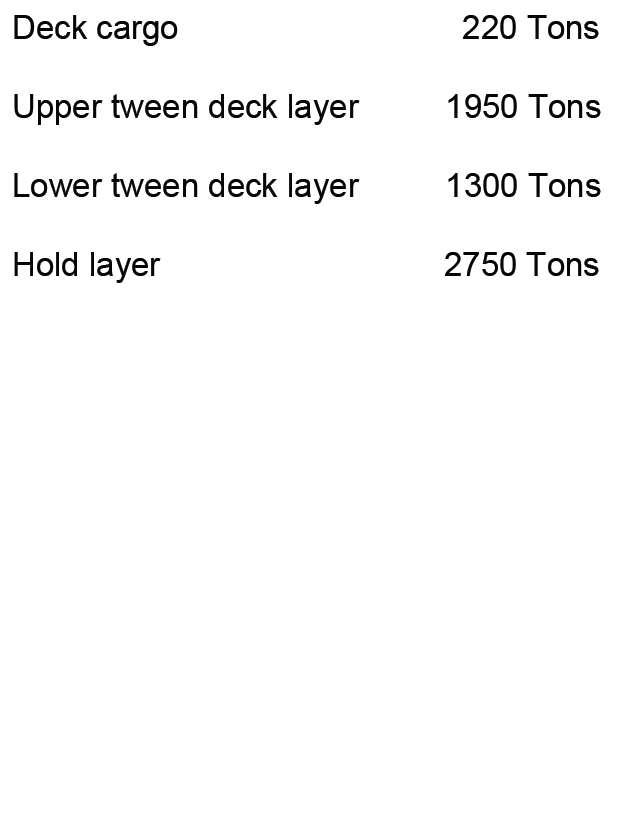 Deck cargo 220 Tons
Upper tween deck layer 1950 Tons
Lower tween deck layer 1300 Tons
Hold layer 2750 Tons